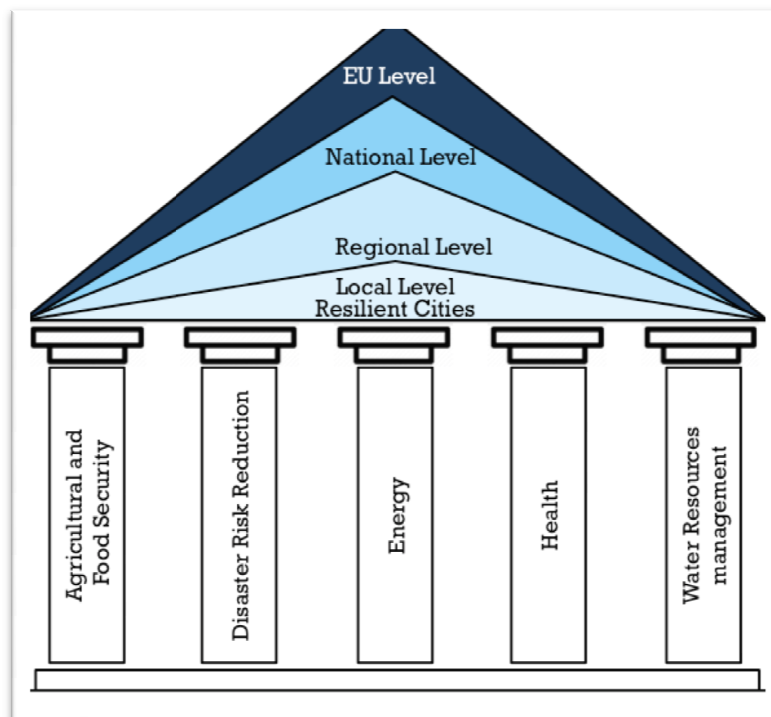 EU Level
National Level
Regional Level
Local Level
Resilient Cities
Agricultural and
Food Security
Disaster Risk Reduction
Energy
Health
Water Resources
management